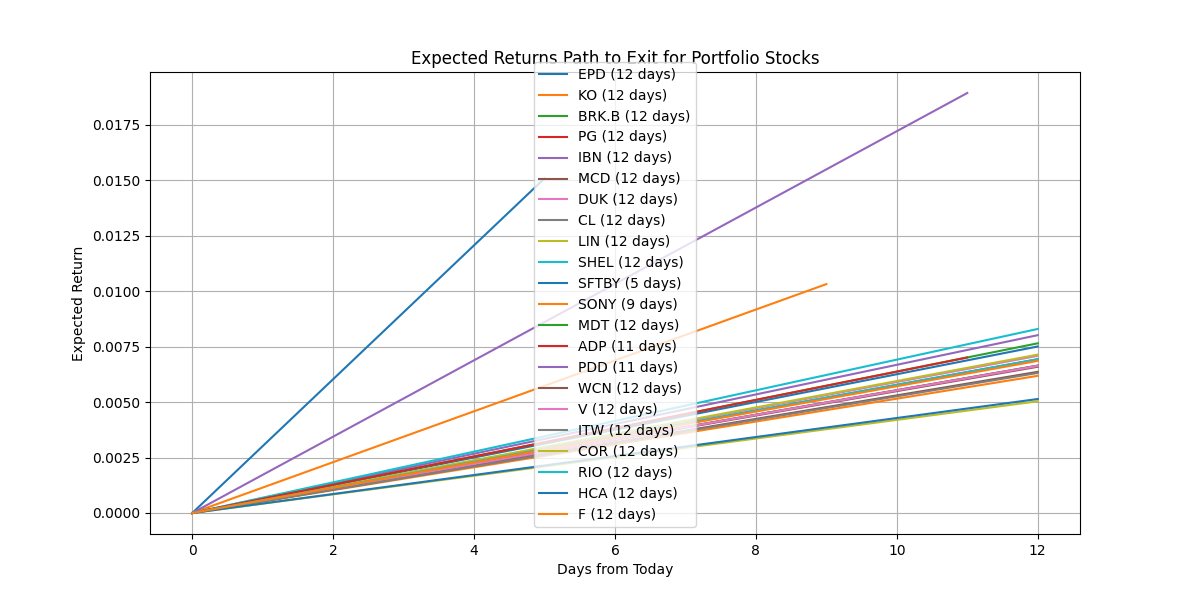 Expected Returns Path to Exit for Portfolio Stocks
EPD (12 days)
KO (12 days)
BRK.B (12 days)
PG (12 days)
IBN (12 days)
MCD (12 days)
DUK (12 days)
CL (12 days)
LIN (12 days)
SHEL (12 days)
SFTBY (5 days)
SONY (9 days)
MDT (12 days)
ADP (11 days)
PDD (11 days)
WCN (12 days)
V (12 days)
ITW (12 days)
COR (12 days)
RIO (12 days)
HCA (12 days)
F (12 days)
Expected Return
0.0175
0.0150
0.0125
0.0100
0.0075
0.0050
0.0025
0.0000
0 2 4 6 8 10 12
Days from Today